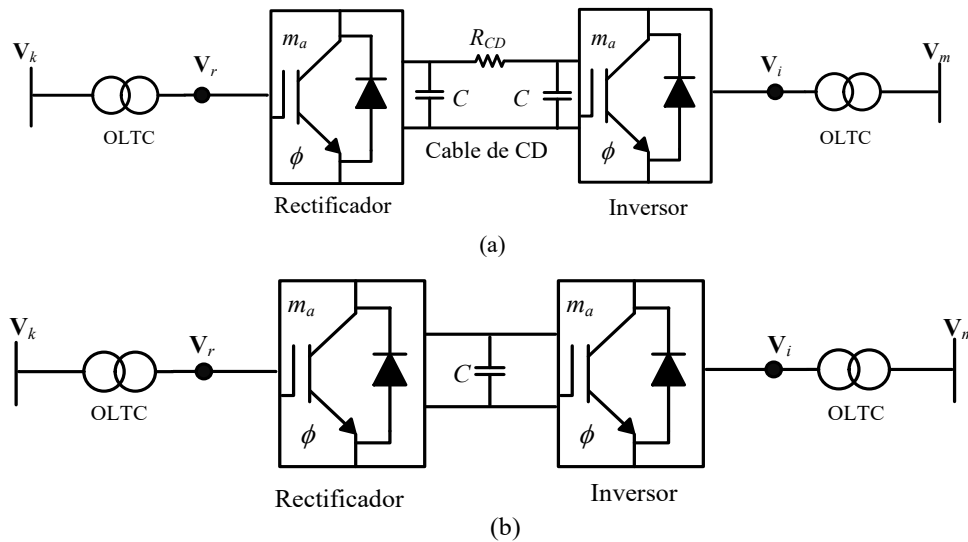 V_k
OLTC
V_r
m_a
ϕ
Rectificador
R_CD
C
C
Cable de CD
m_a
ϕ
Inversor
V_i
OLTC
V_m
(a)
V_k
OLTC
V_r
m_a
ϕ
Rectificador
C
m_a
ϕ
Inversor
V_i
OLTC
V_m
(b)